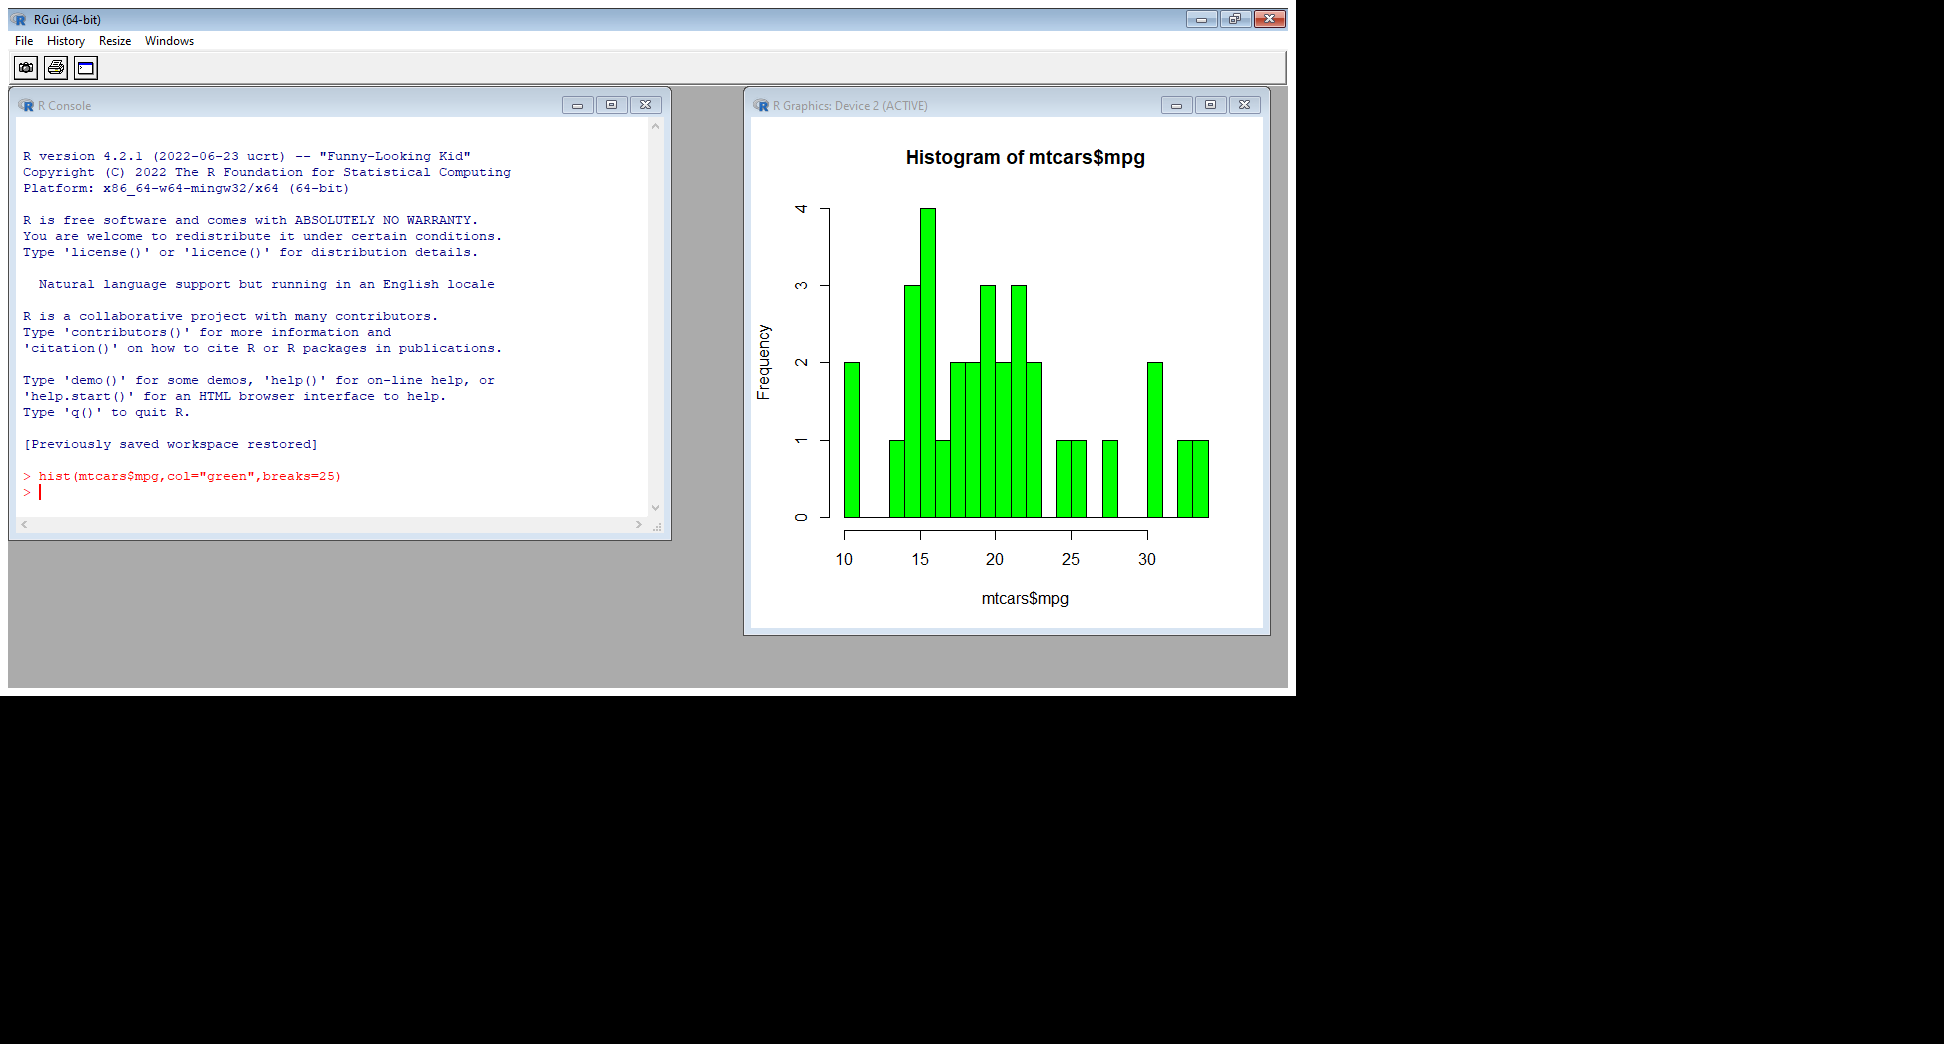 RGui (64-bit)
File History Resize Windows
R Console
R version 4.2.1 (2022-06-23 ucrt) -- "Funny-Looking Kid"
Copyright (C) 2022 The R Foundation for Statistical Computing
Platform: x86_64-w64-mingw32/x64 (64-bit)
R is free software and comes with ABSOLUTELY NO WARRANTY.
You are welcome to redistribute it under certain conditions.
Type 'license()' or 'licence()' for distribution details.
Natural language support but running in an English locale
R is a collaborative project with many contributors.
Type 'contributors()' for more information and
'citation()' on how to cite R or R packages in publications.
Type 'demo()' for some demos, 'help()' for on-line help, or
'help.start()' for an HTML browser interface to help.
Type 'q()' to quit R.
[Previously saved workspace restored]
> hist(mtcars$mpg,col="green",breaks=25)
>
R Graphics: Device 2 (ACTIVE)
Histogram of mtcars$mpg
Frequency
4
3
2
1
0
10 15 20 25 30
mtcars$mpg